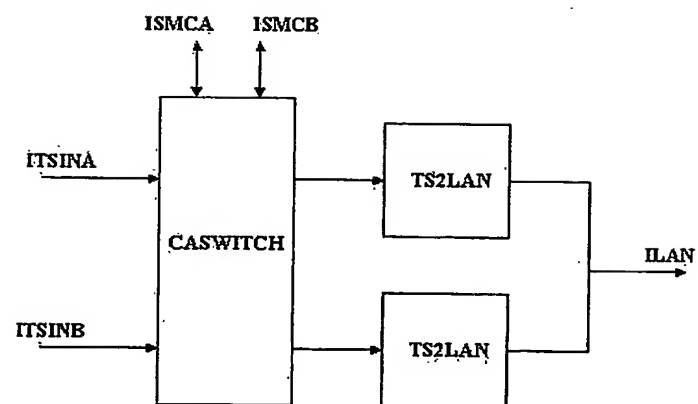 ISMCA ISMCB
ITSINA
TS2LAN
CASWITCH
ILAN
ITSINB
TS2LAN